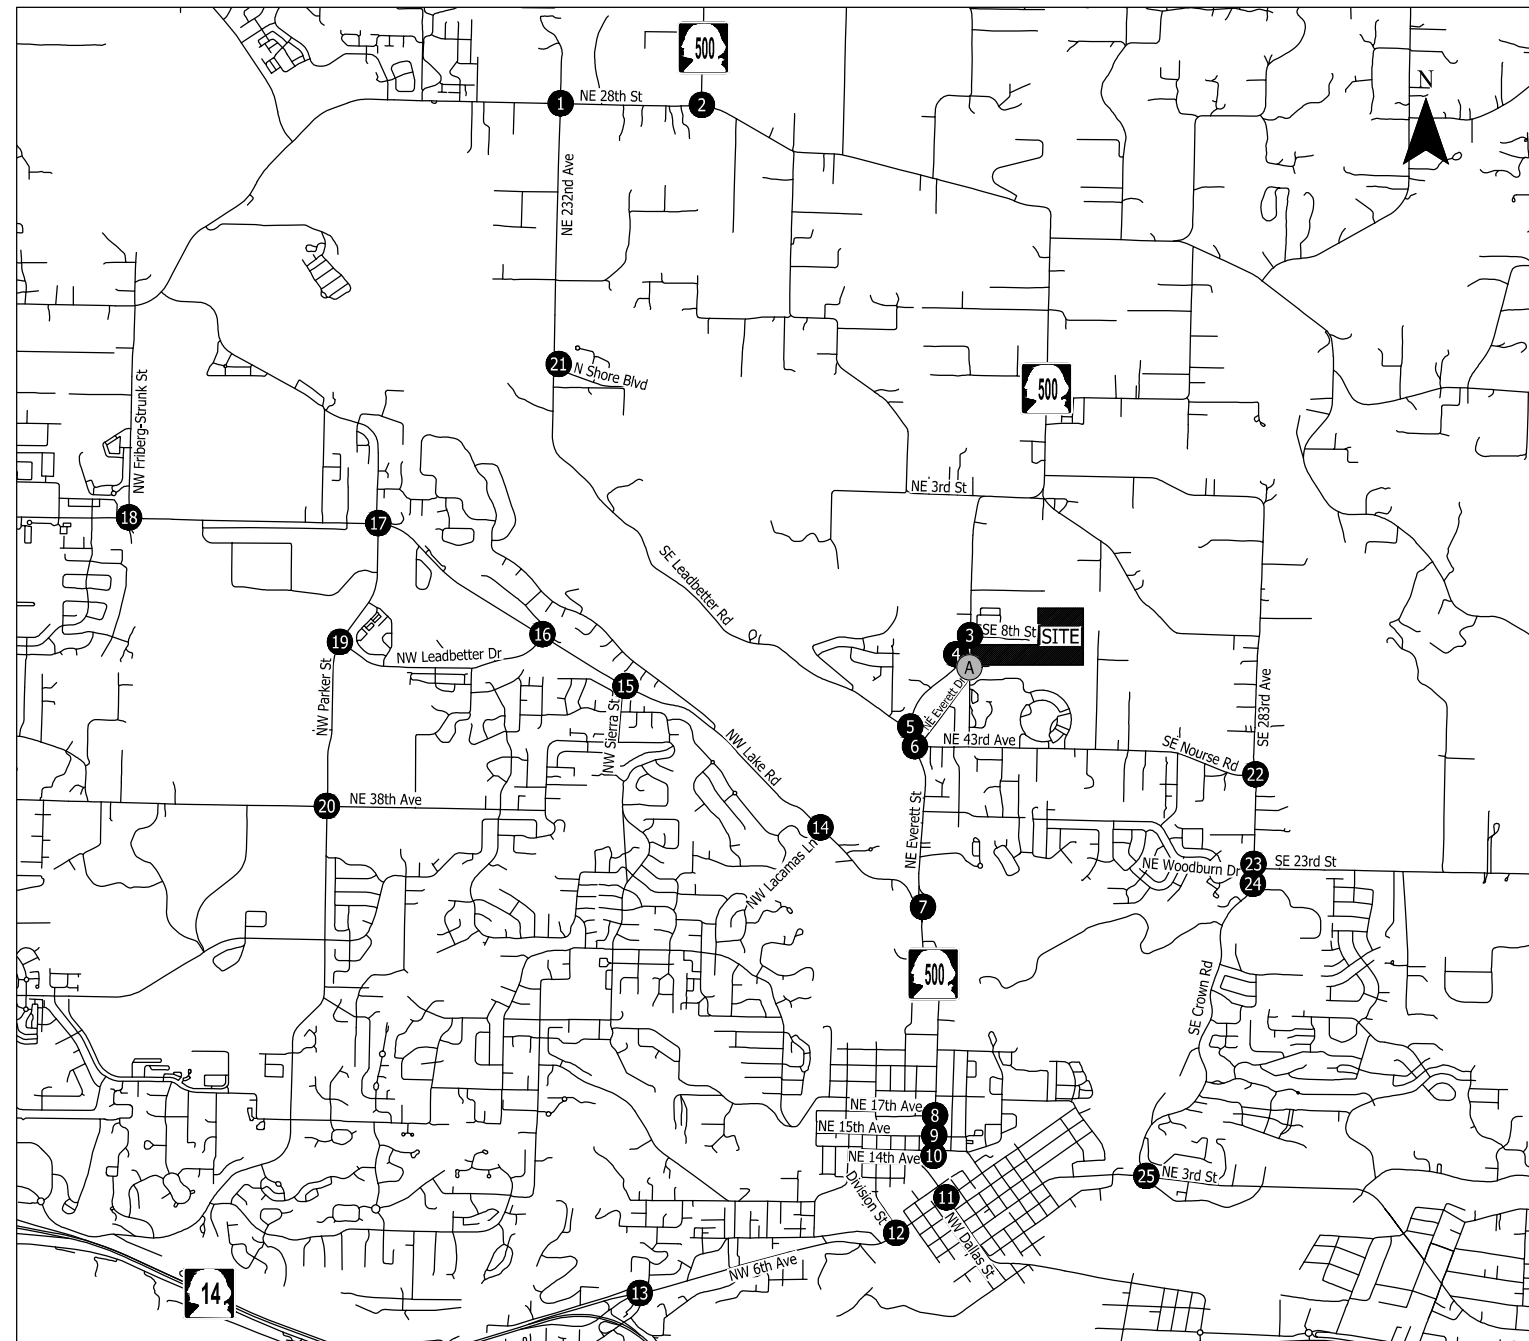 500
N
1
NE 28th St
2
NE 232nd Ave
21
N Shore Blvd
500
NW Friberg-Strunk St
NE 3rd St
18
17
SE Leadbetter Rd
3
SE 8th St
SITE
16
19
4
NW Leadbetter Dr
A
15
NE Everett Dr
NW Parker St
NW Sierra St
SE 283rd Ave
5
6
NE 43rd Ave
NW Lake Rd
SE Nourse Rd
22
20
NE 38th Ave
14
NE Everett St
NW Lacamas Ln
23
SE 23rd St
NE Woodburn Dr
24
7
500
SE Crown Rd
NE 17th Ave
8
NE 15th Ave
9
NE 14th Ave
10
25
NE 3rd St
Division St
11
12
NW Dallas St
NW 6th Ave
14
13